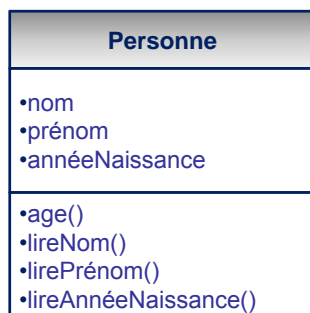 Personne
•nom
•prénom
•annéeNaissance
•age()
•lireNom()
•lirePrénom()
•lireAnnéeNaissance()